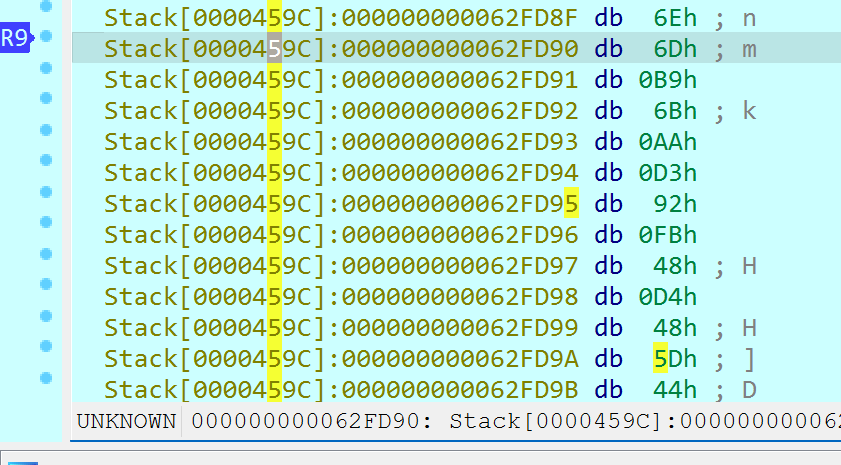 Stack[0000459C]:000000000062FD8F db 6Eh ; n
R9
Stack[0000459C]:000000000062FD90 db 6Dh ; m
Stack[0000459C]:000000000062FD91 db 0B9h
Stack[0000459C]:000000000062FD92 db 6Bh ; k
Stack[0000459C]:000000000062FD93 db 0AAh
Stack[0000459C]:000000000062FD94 db 0D3h
Stack[0000459C]:000000000062FD95 db 92h
Stack[0000459C]:000000000062FD96 db 0FBh
Stack[0000459C]:000000000062FD97 db 48h ; H
Stack[0000459C]:000000000062FD98 db 0D4h
Stack[0000459C]:000000000062FD99 db 48h ; H
Stack[0000459C]:000000000062FD9A db 5Dh ; ]
Stack[0000459C]:000000000062FD9B db 44h ; D
UNKNOWN 000000000062FD90: Stack[0000459C]:000000000062